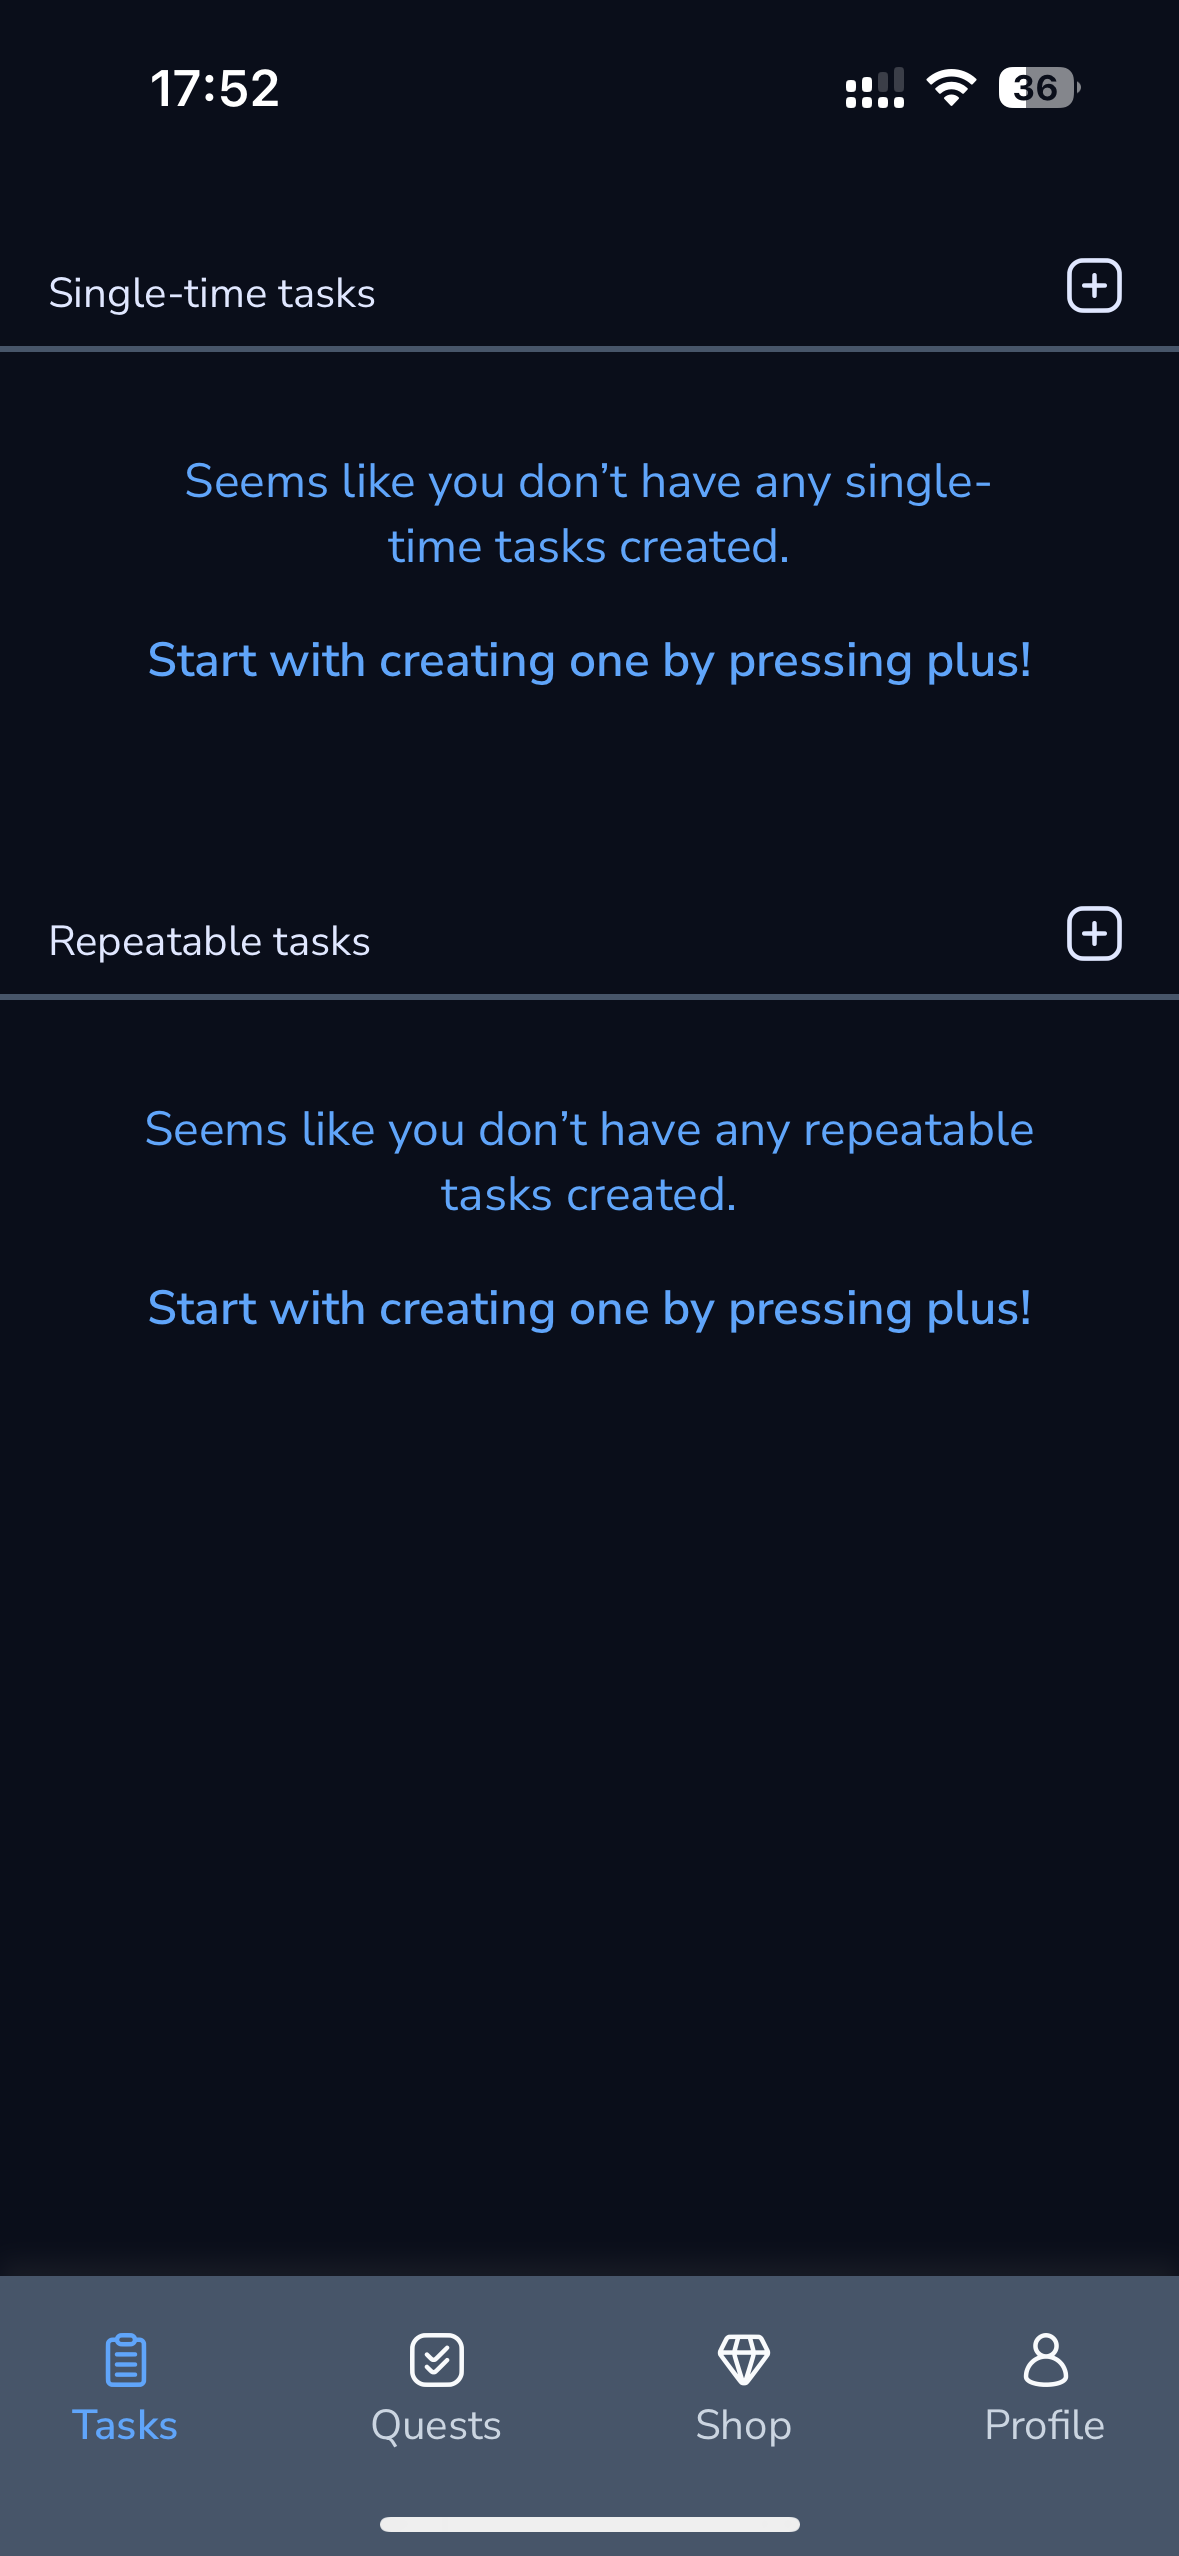 17:52
36
Single-time tasks
Seems like you don’t have any single-
time tasks created.
Start with creating one by pressing plus!
Repeatable tasks
Seems like you don’t have any repeatable
tasks created.
Start with creating one by pressing plus!
Tasks
Quests
Shop
Profile